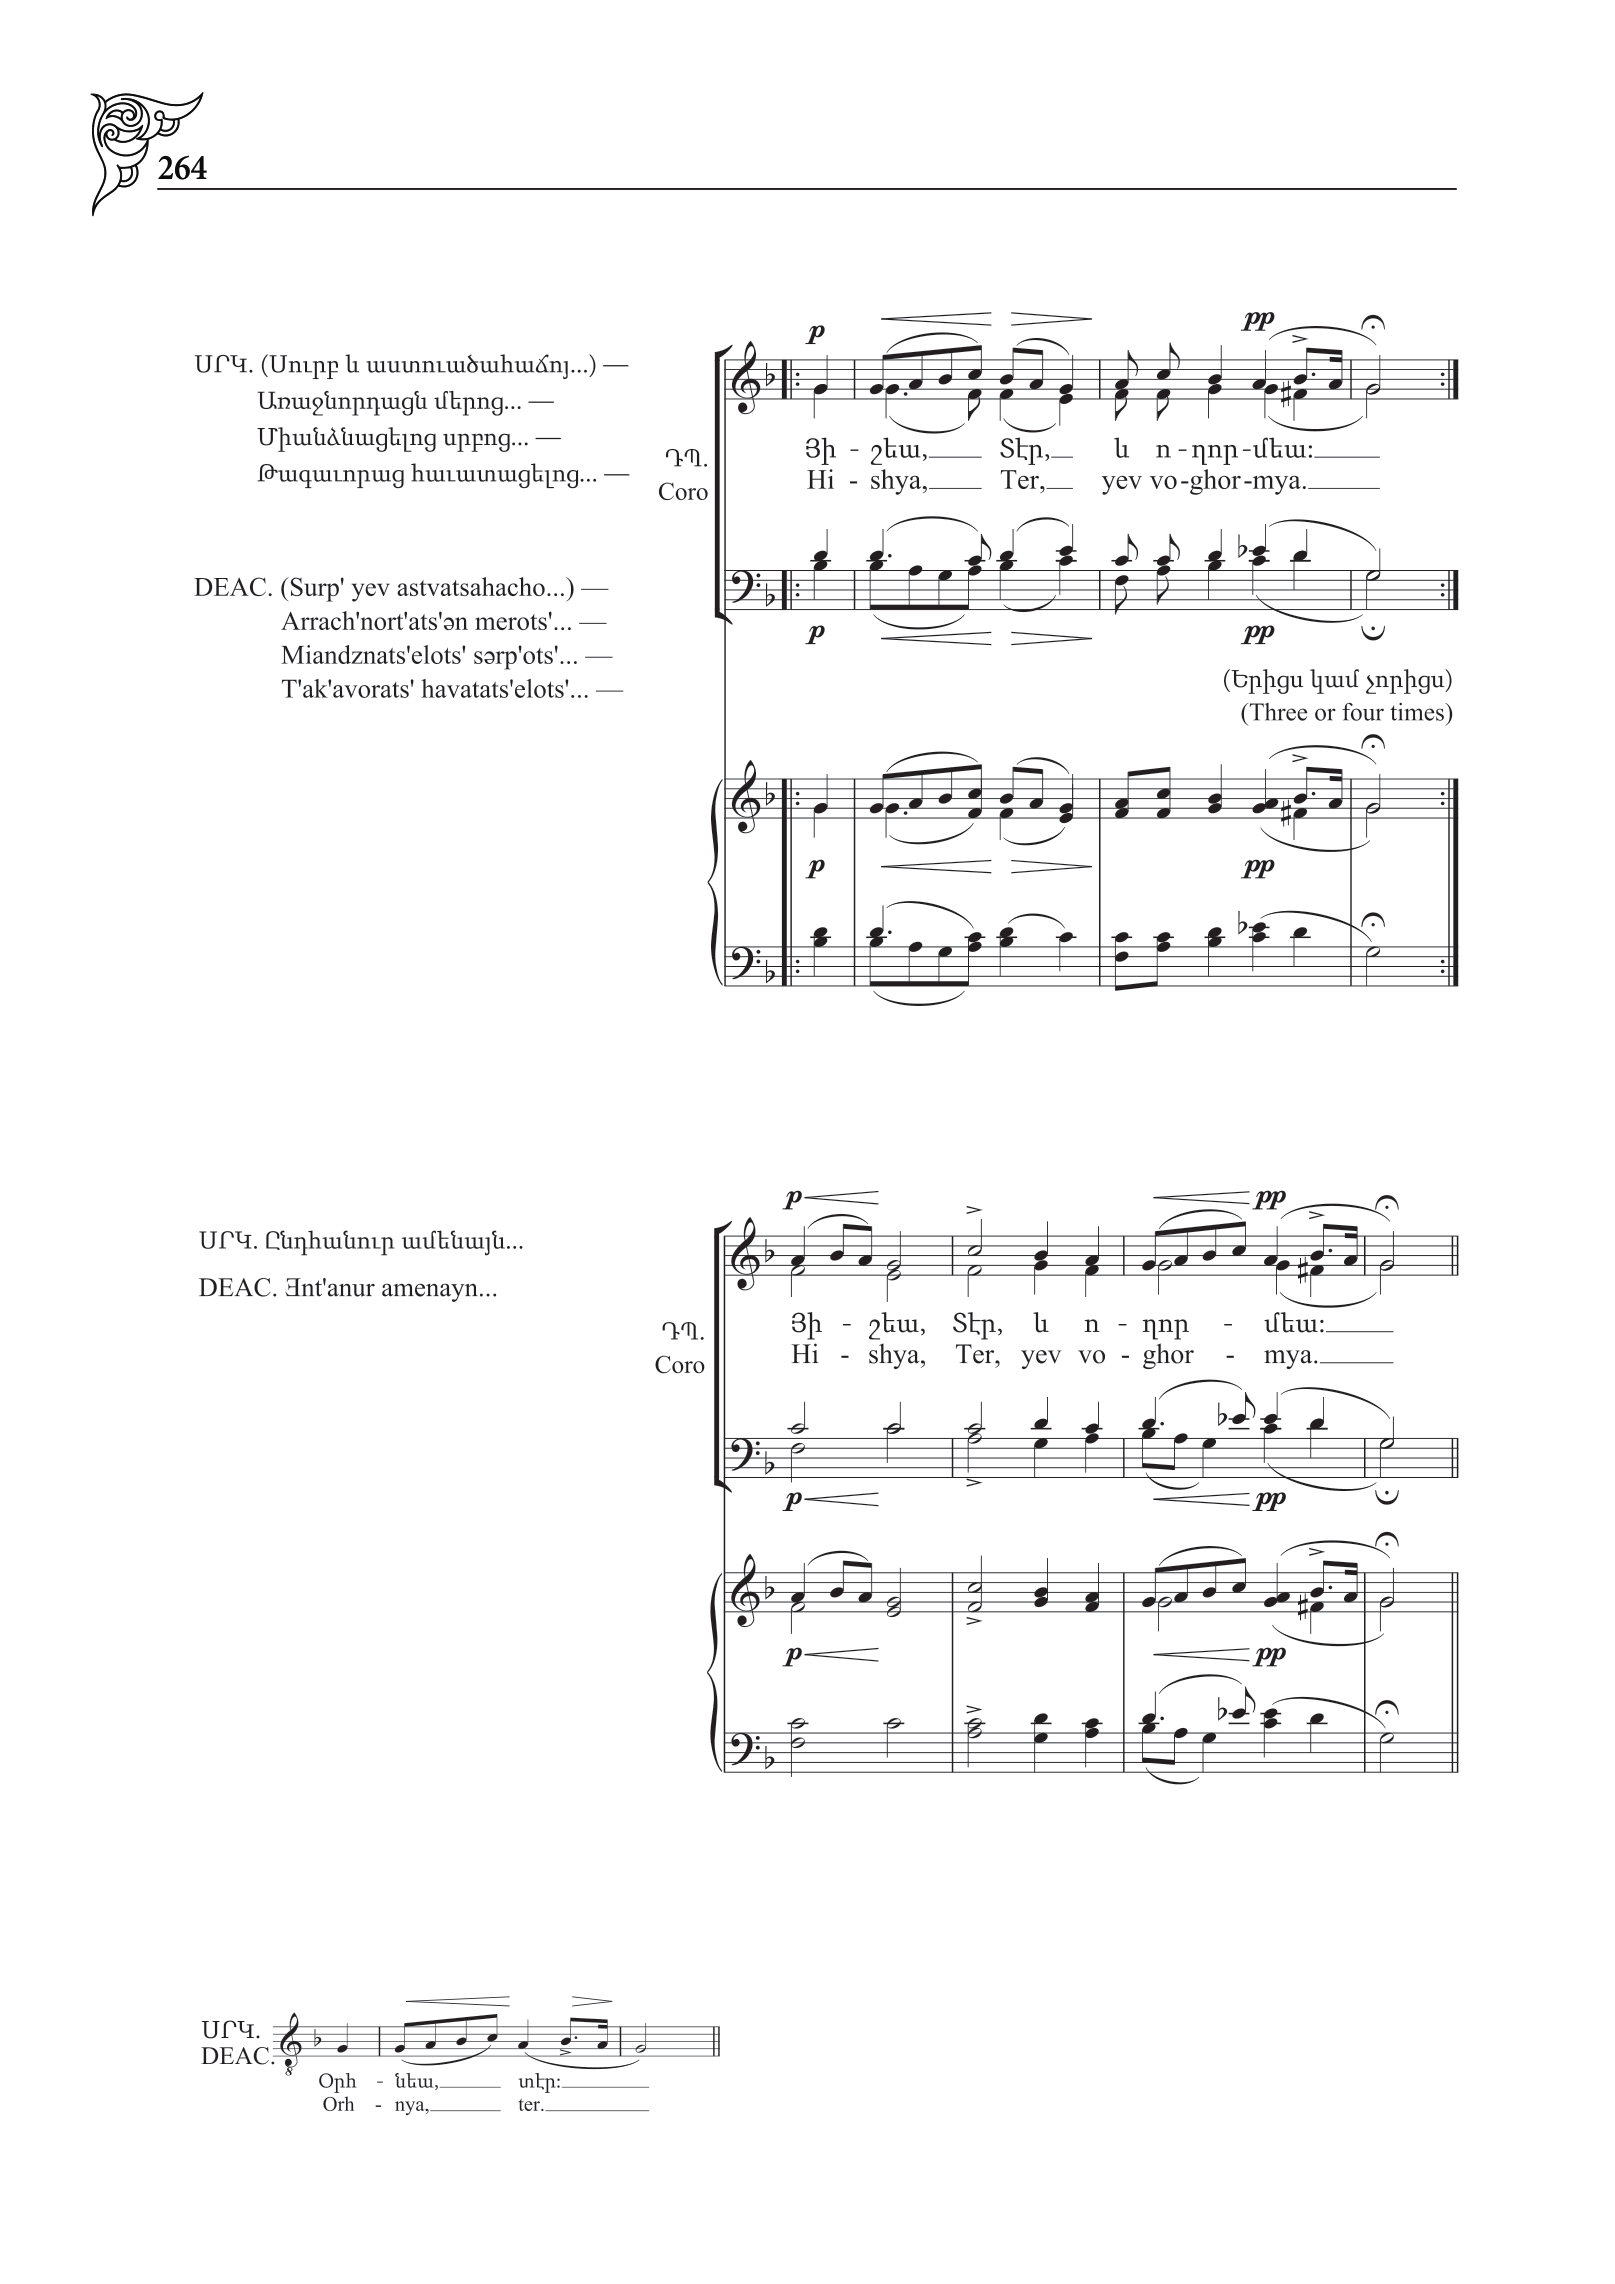 264
ՍՐԿ. (Սուրբ և աստուածահաճոյ...) —
Առաջնորդացն մերոց... —
Միանձնացելոց սրբոց... —
Թագաւորաց հաւատացելոց... —
ԴՊ.
Coro
p
pp
Յի - շեա, Տէր, և ո - ղոր - մեա:
Hi - shya, Ter, yev vo - ghor - mya.
DEAC. (Surp' yev astvatsahacho...) —
Arrach'nort'ats'ən merots'... —
Miandznats'elots' sərp'ots'... —
T'ak'avorats' havatats'elots'... —
p
pp
(Երիցս կամ չորիցս)
(Three or four times)
p
pp
p
pp
ՍՐԿ. Ընդհանուր ամենայն...
DEAC. Ənt'anur amenayn...
ԴՊ.
Coro
Յի - շեա, Տէր, և ո - ղոր - մեա:
Hi - shya, Ter, yev vo - ghor - mya.
p
pp
p
pp
ՍՐԿ.
DEAC.
8
Օրհ - նեա, տէր:
Orh - nya, ter.